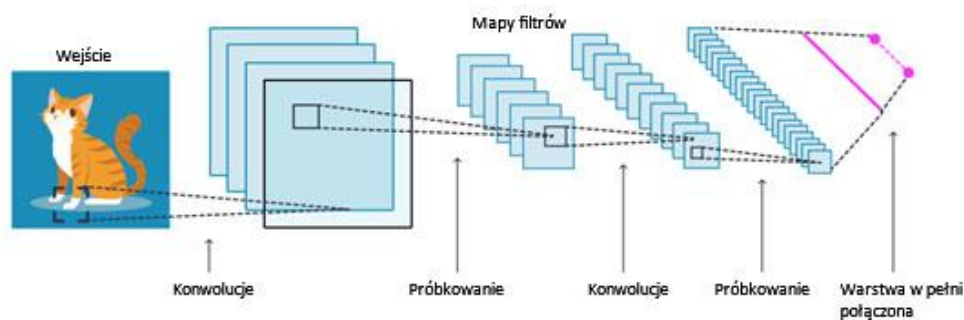 Mapy filtrów
Wejście
Konwolucje
Próbkowanie
Konwolucje
Próbkowanie
Warstwa w pełni
połączona